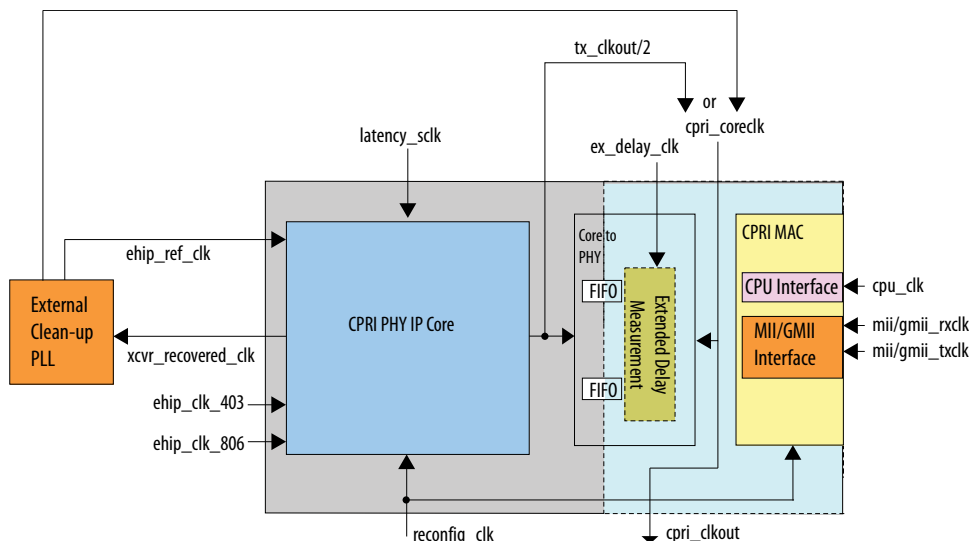 tx_clkout/2
or
cpri_coreclk
latency_sclk
ex_delay_clk
ehip_ref_clk
Core to
PHY
CPRI MAC
External
Clean-up
PLL
FIFO
Extended Delay
Measurement
CPU Interface
cpu_clk
CPRI PHY IP Core
MII/GMII
Interface
mii/gmii_rxclk
mii/gmii_txclk
xcvr_recovered_clk
FIFO
ehip_clk_403
ehip_clk_806
reconfig_clk
cpri_clkout